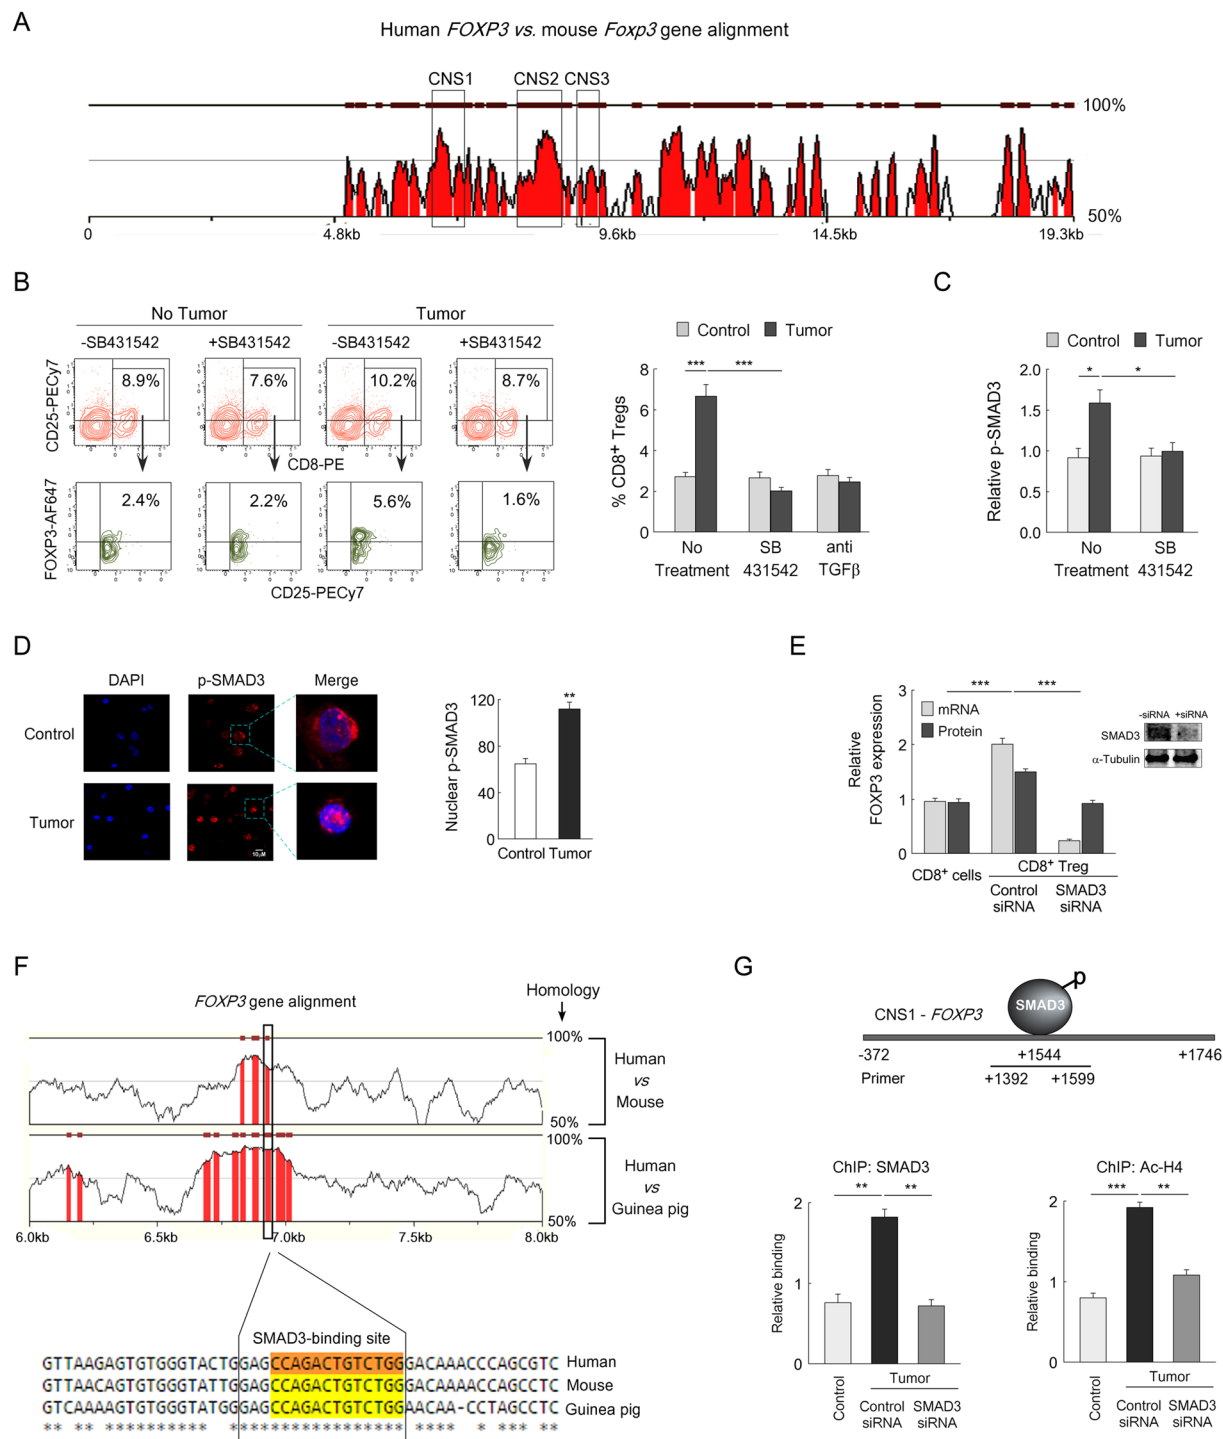 A
Human FOXP3 vs. mouse Foxp3 gene alignment
CNS1 CNS2 CNS3
100%
50%
0 4.8kb 9.6kb 14.5kb 19.3kb
B
No Tumor Tumor
-SB431542 +SB431542 -SB431542 +SB431542
CD25-PECy7
8.9% 7.6% 10.2% 8.7%
CD8-PE
FOXP3-AF647
2.4% 2.2% 5.6% 1.6%
CD25-PECy7
Control Tumor
% CD8+ Tregs
8
6
4
2
0
*** ***
No SB anti
Treatment 431542 TGFβ
C
Control Tumor
Relative p-SMAD3
2.0
1.5
1.0
0.5
0.0
* *
No SB
Treatment 431542
D
DAPI p-SMAD3 Merge
Control
Tumor
10μM
Nuclear p-SMAD3
120
80
40
0
**
Control Tumor
E
Relative
FOXP3 expression
3
2
1
0
*** ***
mRNA
Protein
CD8+ cells CD8+ Treg
Control SMAD3
siRNA siRNA
-siRNA +siRNA
SMAD3
α-Tubulin
F
FOXP3 gene alignment
Homology
100%
Human
vs
Mouse
50%
100%
Human
vs
Guinea pig
50%
6.0kb 6.5kb 7.0kb 7.5kb 8.0kb
SMAD3-binding site
GTTAAGAGTGTGGGTACTGGAGCCAGACTGTCTGGGACAAACCCAGCGTC Human
GTTAACAGTGTGGGTATTGGAGCCAGACTGTCTGGGACAAAACCAGCCTC Mouse
GTCAAAAGTGTGGGTATGGGAGCCAGACTGTCTGGAACAA-CCTAGCCTC Guinea pig
G
SMAD3
p
CNS1 - FOXP3
-372 +1544 +1746
Primer +1392 +1599
ChIP: SMAD3
** **
Relative binding
2
1
0
Control
Tumor
Control SMAD3
siRNA siRNA
ChIP: Ac-H4
*** **
Relative binding
2
1
0
Control
Tumor
Control SMAD3
siRNA siRNA